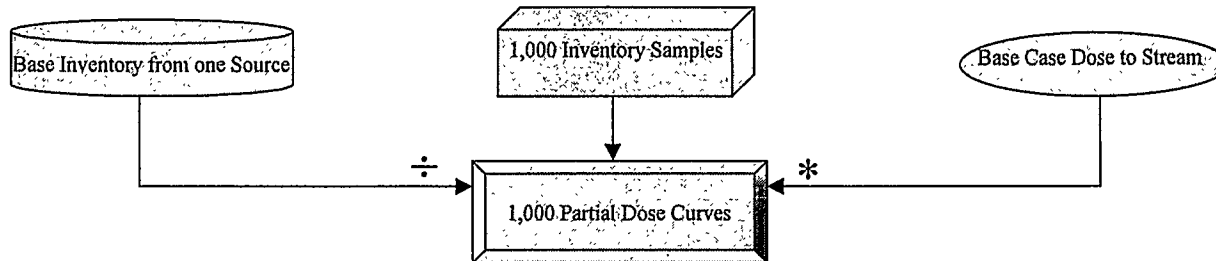 Base Inventory from one Source
1,000 Inventory Samples
Base Case Dose to Stream
÷
*
1,000 Partial Dose Curves